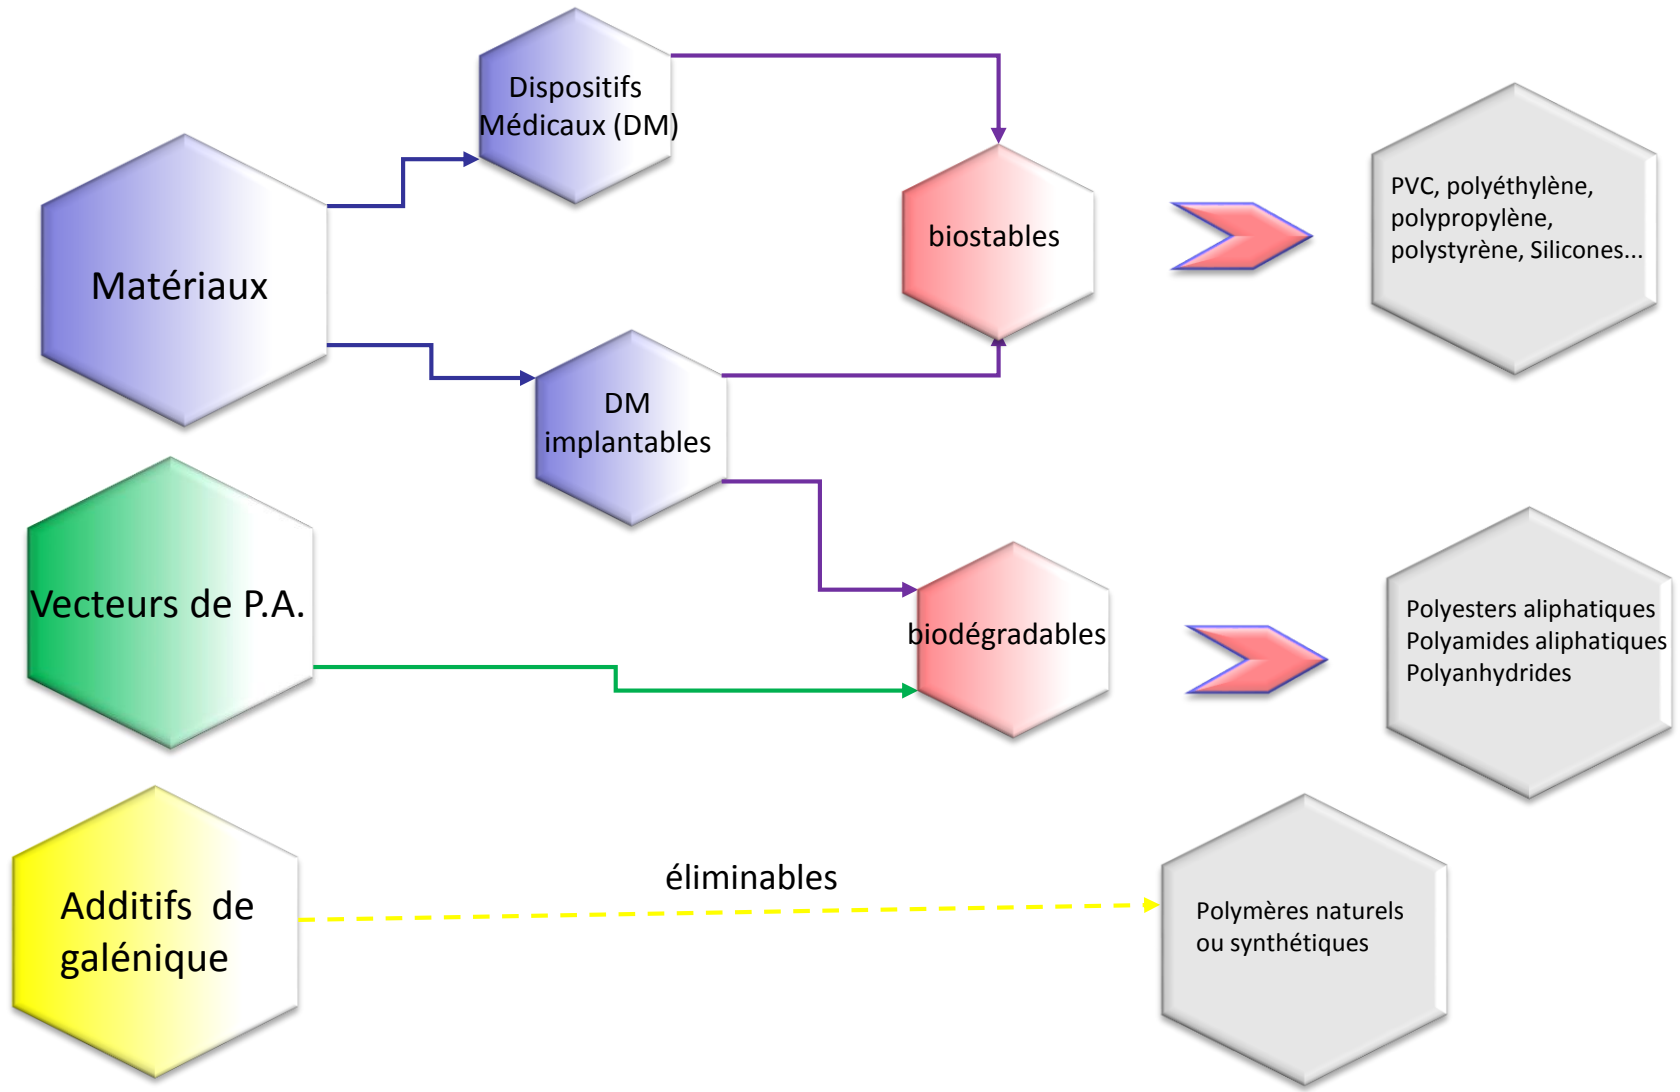 Dispositifs
Médicaux (DM)
Matériaux
biostables
PVC, polyéthylène,
polypropylène,
polystyrène, Silicones...
DM
implantables
Vecteurs de P.A.
biodégradables
Polyesters aliphatiques
Polyamides aliphatiques
Polyanhydrides
Additifs de
galénique
éliminables
Polymères naturels
ou synthétiques